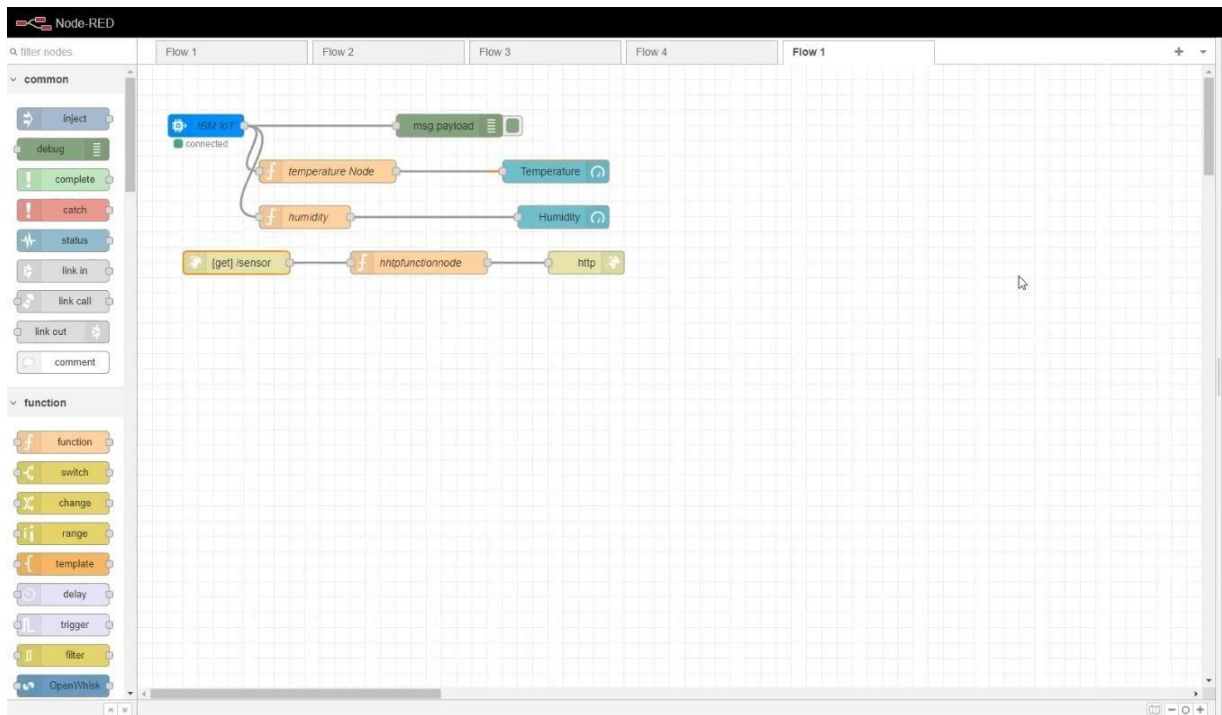 Node-RED
filter nodes
Flow 1
Flow 2
Flow 3
Flow 4
Flow 1
common
inject
debug
complete
catch
status
link in
link call
link out
comment
function
function
switch
change
range
template
delay
trigger
filter
OpenWhisk
IBM IoT
connected
msg.payload
temperature Node
Temperature
humidity
Humidity
[get] /sensor
hhtpfunctionnode
http